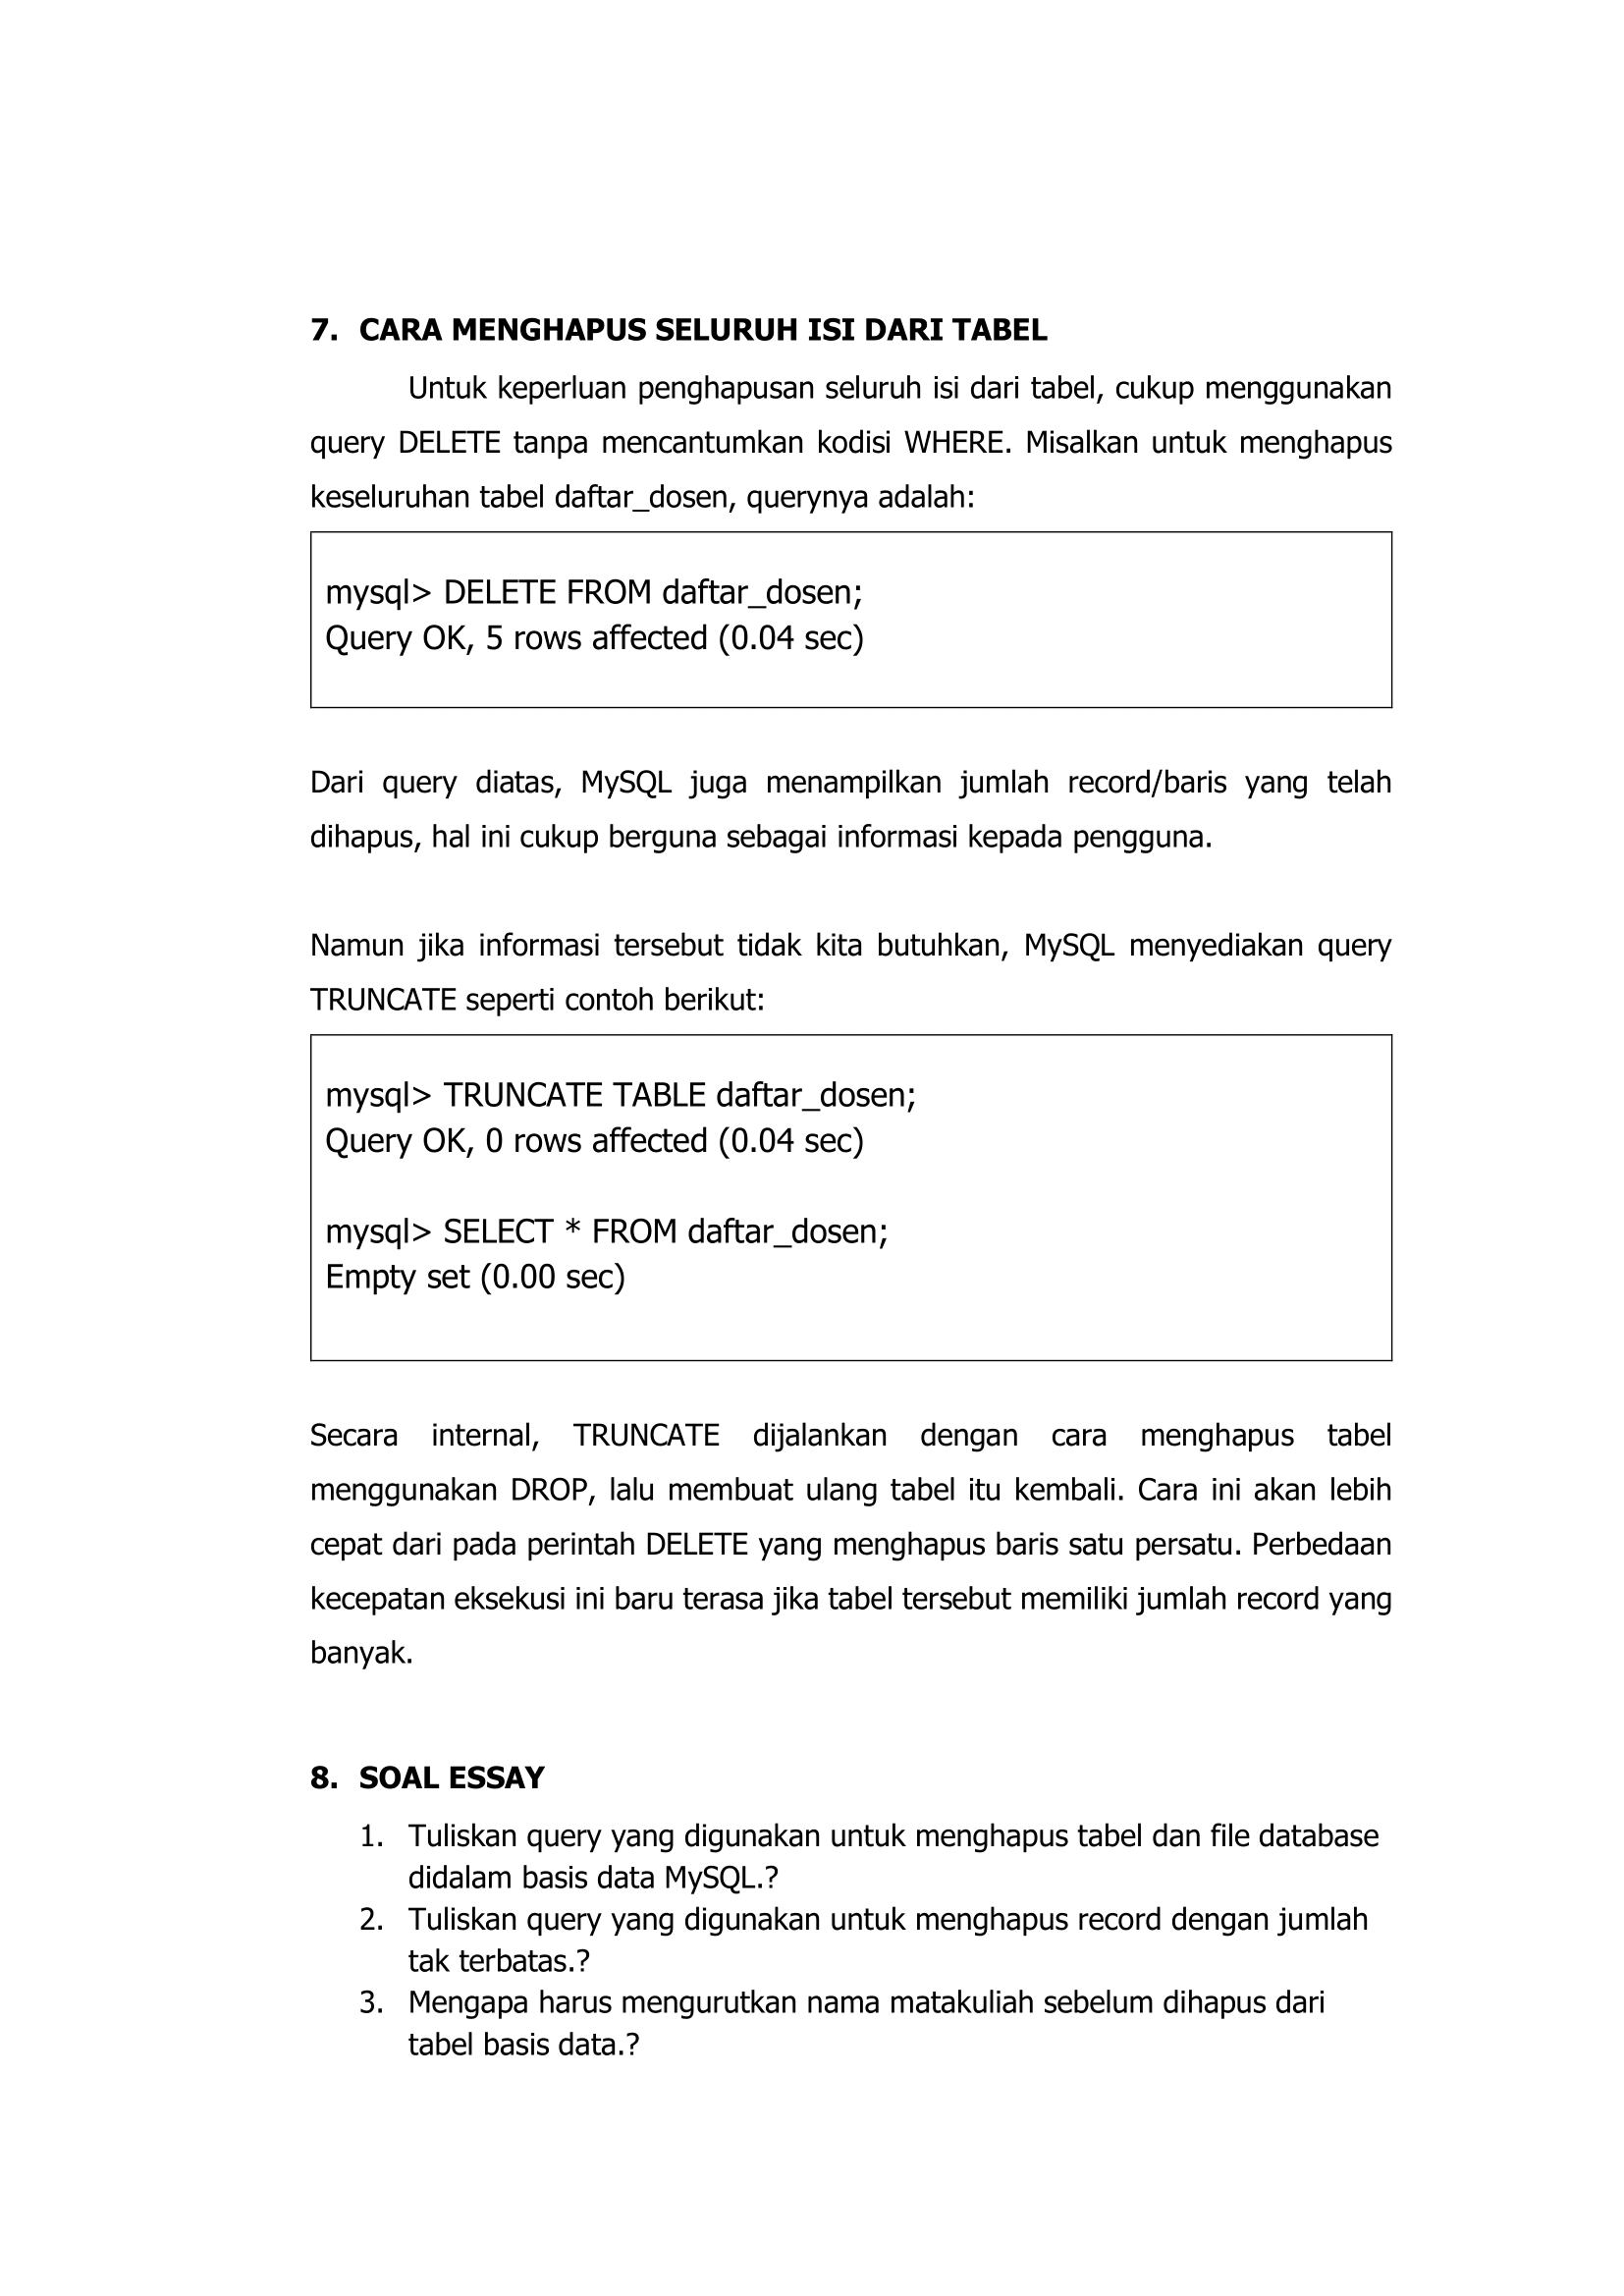 7. CARA MENGHAPUS SELURUH ISI DARI TABEL
Untuk keperluan penghapusan seluruh isi dari tabel, cukup menggunakan
query DELETE tanpa mencantumkan kodisi WHERE. Misalkan untuk menghapus
keseluruhan tabel daftar_dosen, querynya adalah:
mysql> DELETE FROM daftar_dosen;
Query OK, 5 rows affected (0.04 sec)
Dari query diatas, MySQL juga menampilkan jumlah record/baris yang telah
dihapus, hal ini cukup berguna sebagai informasi kepada pengguna.
Namun jika informasi tersebut tidak kita butuhkan, MySQL menyediakan query
TRUNCATE seperti contoh berikut:
mysql> TRUNCATE TABLE daftar_dosen;
Query OK, 0 rows affected (0.04 sec)
mysql> SELECT * FROM daftar_dosen;
Empty set (0.00 sec)
Secara internal, TRUNCATE dijalankan dengan cara menghapus tabel
menggunakan DROP, lalu membuat ulang tabel itu kembali. Cara ini akan lebih
cepat dari pada perintah DELETE yang menghapus baris satu persatu. Perbedaan
kecepatan eksekusi ini baru terasa jika tabel tersebut memiliki jumlah record yang
banyak.
8. SOAL ESSAY
1. Tuliskan query yang digunakan untuk menghapus tabel dan file database
didalam basis data MySQL.?
2. Tuliskan query yang digunakan untuk menghapus record dengan jumlah
tak terbatas.?
3. Mengapa harus mengurutkan nama matakuliah sebelum dihapus dari
tabel basis data.?